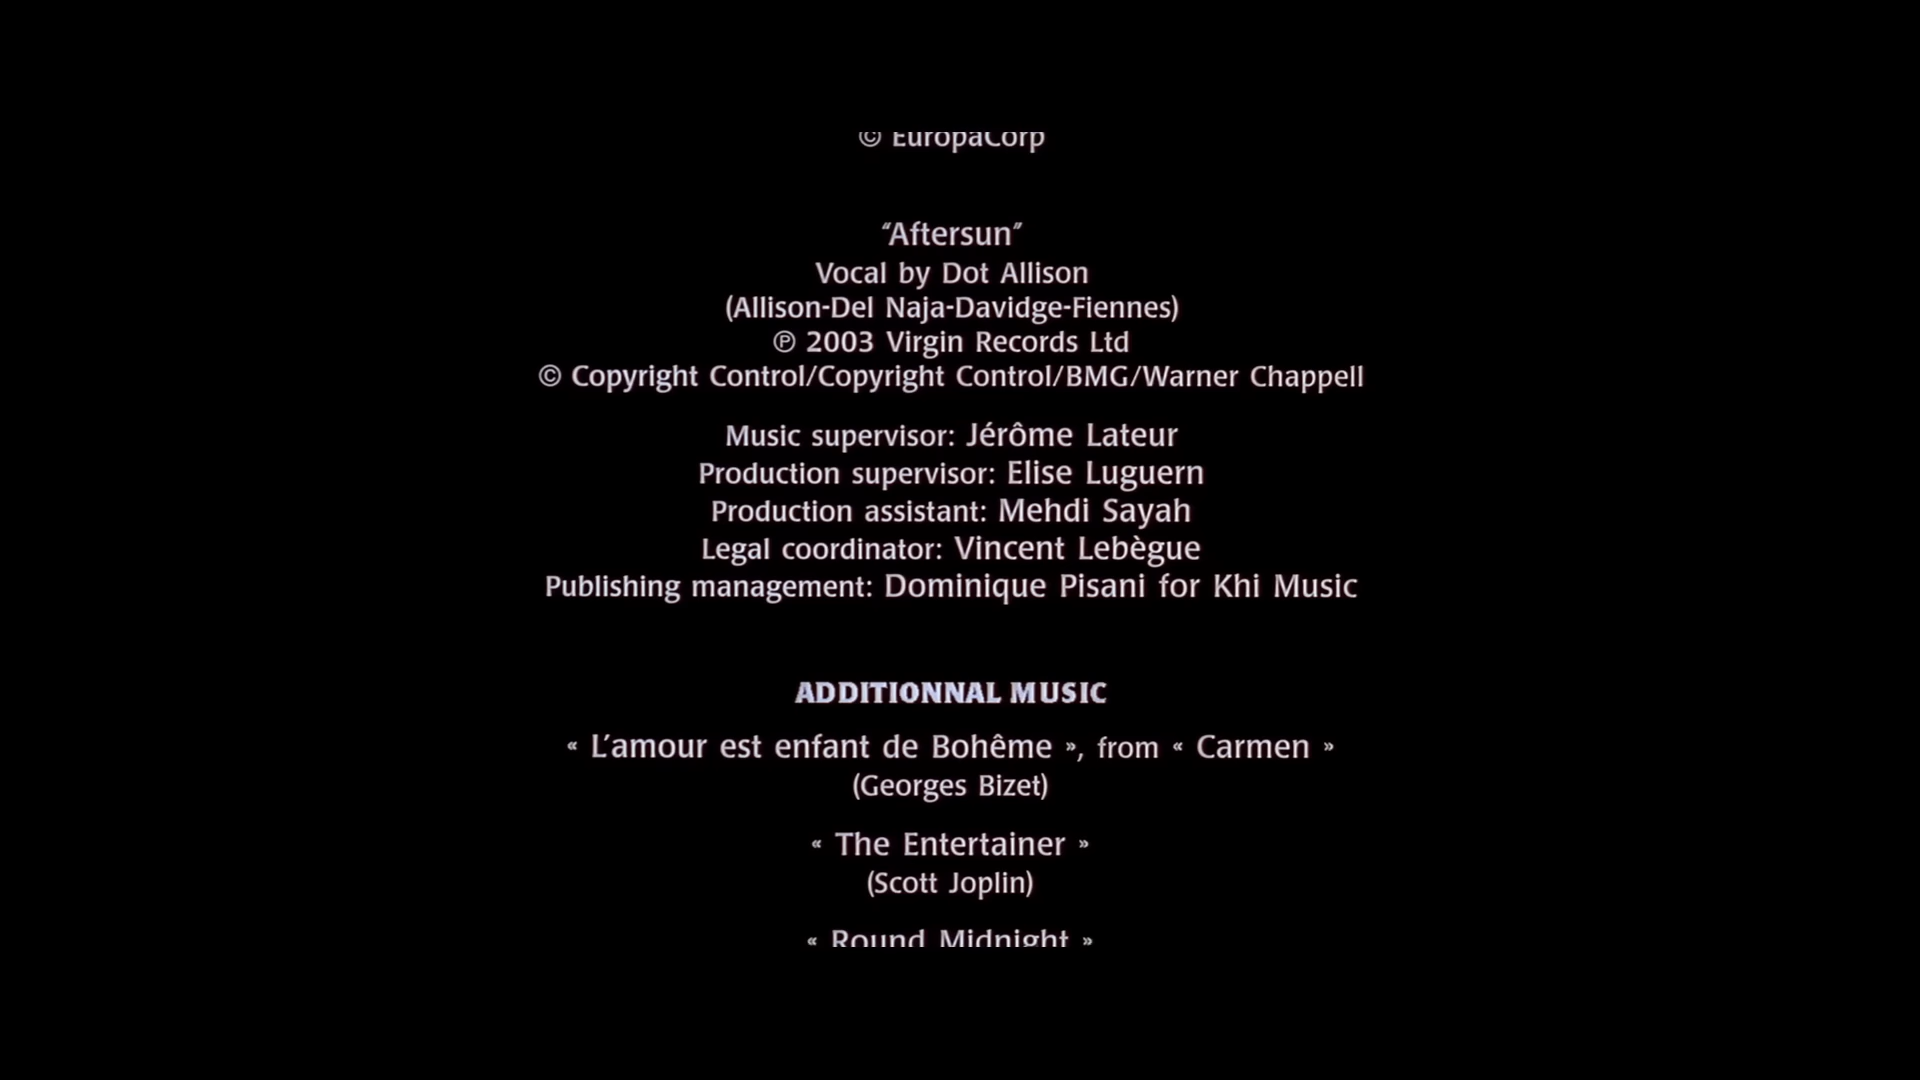 © EuropaCorp
“Aftersun”
Vocal by Dot Allison
(Allison-Del Naja-Davidge-Fiennes)
℗ 2003 Virgin Records Ltd
© Copyright Control/Copyright Control/BMG/Warner Chappell
Music supervisor: Jérôme Lateur
Production supervisor: Elise Luguern
Production assistant: Mehdi Sayah
Legal coordinator: Vincent Lebègue
Publishing management: Dominique Pisani for Khi Music
ADDITIONNAL MUSIC
« L’amour est enfant de Bohême », from « Carmen »
(Georges Bizet)
« The Entertainer »
(Scott Joplin)
« Round Midnight »